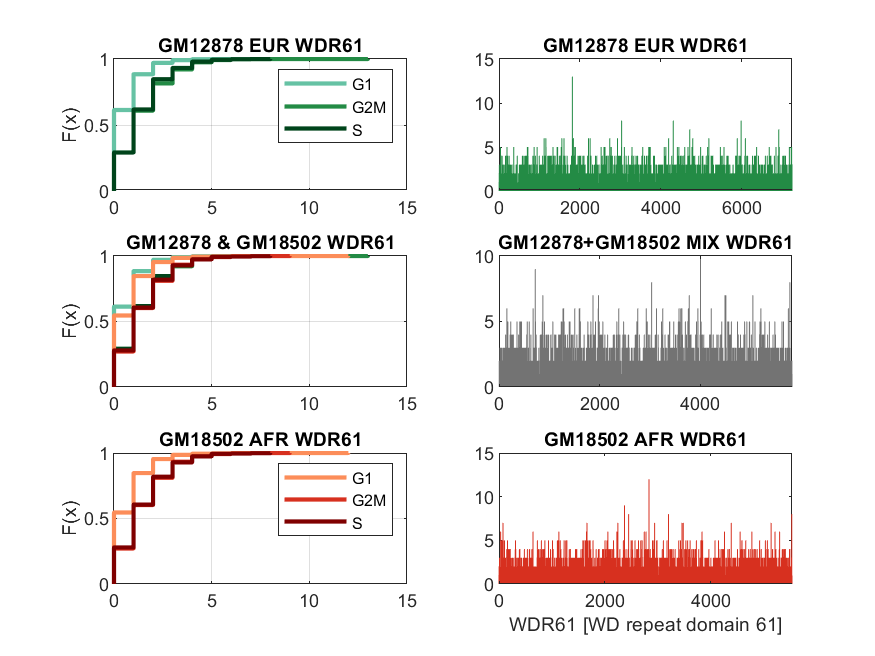 GM12878 EUR WDR61
1
0.5
0
F(x)
0 5 10 15
G1
G2M
S
GM12878 EUR WDR61
15
10
5
0
2000 4000 6000
GM12878 & GM18502 WDR61
1
0.5
0
F(x)
0 5 10 15
GM12878+GM18502 MIX WDR61
10
5
0
0 2000 4000
GM18502 AFR WDR61
1
0.5
0
F(x)
0 5 10 15
G1
G2M
S
GM18502 AFR WDR61
15
10
5
0
0 2000 4000
WDR61 [WD repeat domain 61]